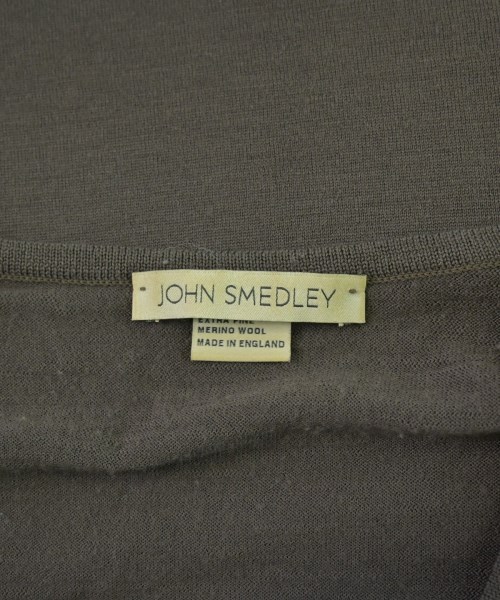 JOHN SMEDLEY
EXTRA FINE
MERINO WOOL
MADE IN ENGLAND